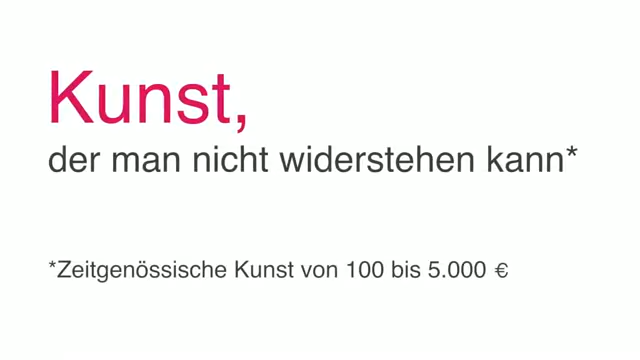 Kunst,
der man nicht widerstehen kann*
*Zeitgenössische Kunst von 100 bis 5.000 €